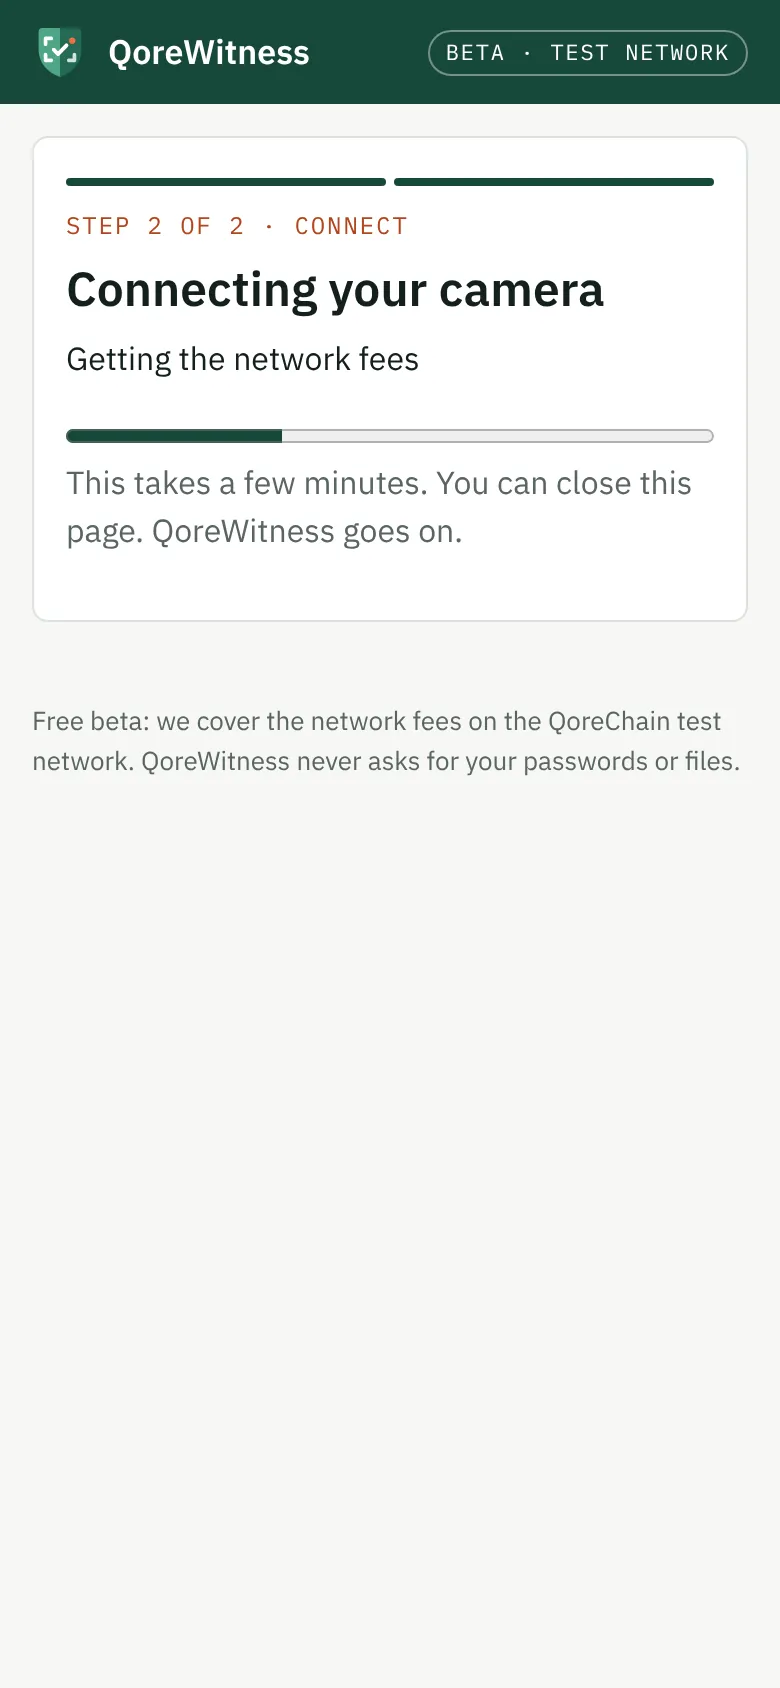 QoreWitness
BETA · TEST NETWORK
STEP 2 OF 2 · CONNECT
Connecting your camera
Getting the network fees
This takes a few minutes. You can close this
page. QoreWitness goes on.
Free beta: we cover the network fees on the QoreChain test
network. QoreWitness never asks for your passwords or files.